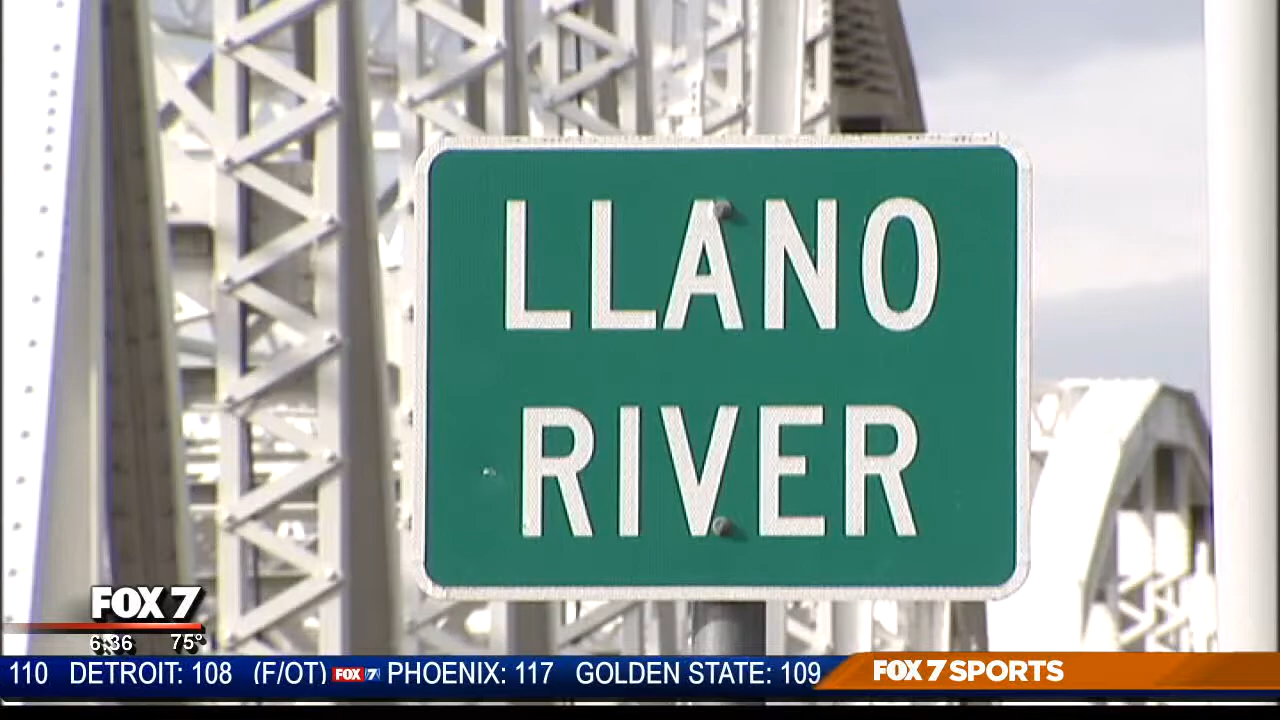 LLANO
RIVER
FOX 7
6:36 75°
110 DETROIT: 108 (F/OT) FOX 7 PHOENIX: 117 GOLDEN STATE: 109 FOX 7 SPORTS